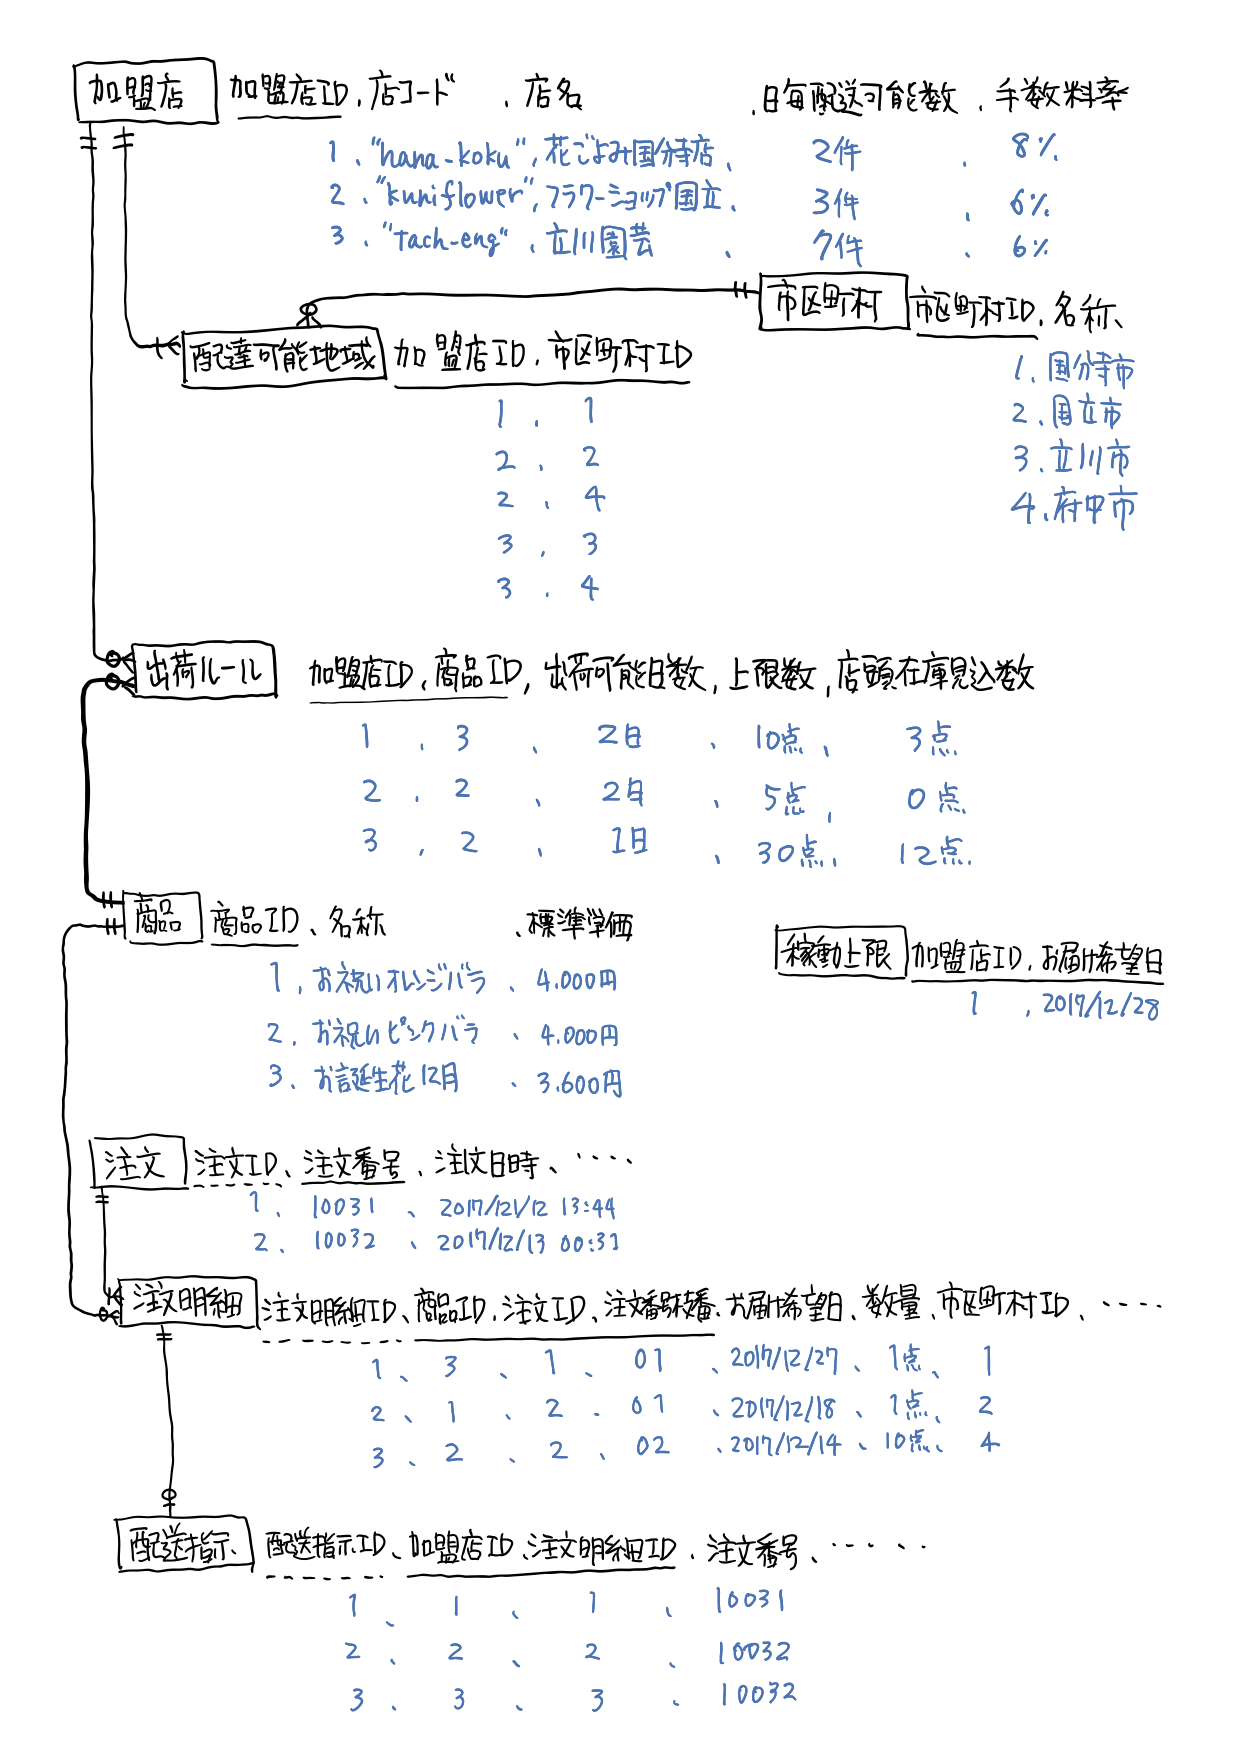 加盟店 加盟店ID、店コード 、店名 、日毎配送可能数 、手数料率
1、"hana-koku"、花ごよみ国分寺店、 2件 、 8%
2、"kuniflower"、フラワーショップ国立、 3件 、 6%
3、"tach-eng"、立川園芸 、 7件 、 6%
市区町村 市区町村ID、名称、
1、国分寺市
2、国立市
3、立川市
4、府中市
配達可能地域 加盟店ID、市区町村ID
1 、 1
2 、 2
2 、 4
3 、 3
3 、 4
出荷ルール 加盟店ID、商品ID, 出荷可能日数, 上限数, 店頭在庫見込数
1 、 3 、 2日 、 10点、 3点
2 、 2 、 2日 、 5点、 0点
3 、 2 、 1日 、 30点、 12点
商品 商品ID、名称 、標準単価
1、お祝いオレンジバラ 、4.000円
2、お祝いピンクバラ 、4.000円
3、お誕生花12月 、3.600円
稼動上限 加盟店ID、お届け希望日
1 、2017/12/28
注文 注文ID、注文番号、注文日時、‥‥
1、 10031 、 2017/12/12 13:44
2、 10032 、 2017/12/13 00:31
注文明細 注文明細ID、商品ID、注文ID、注文番号枝番、お届け希望日、数量、市区町村ID、‥‥
1、 3 、 1 、 01 、2017/12/27、 1点、 1
2、 1 、 2 、 01 、2017/12/18 、 1点、 2
3、 2 、 2 、 02 、2017/12/14 、 10点、 4
配送指示 配送指示ID、加盟店ID、注文明細ID、注文番号、‥‥
1 、 1 、 1 、 10031
2 、 2 、 2 、 10032
3 、 3 、 3 、 10032